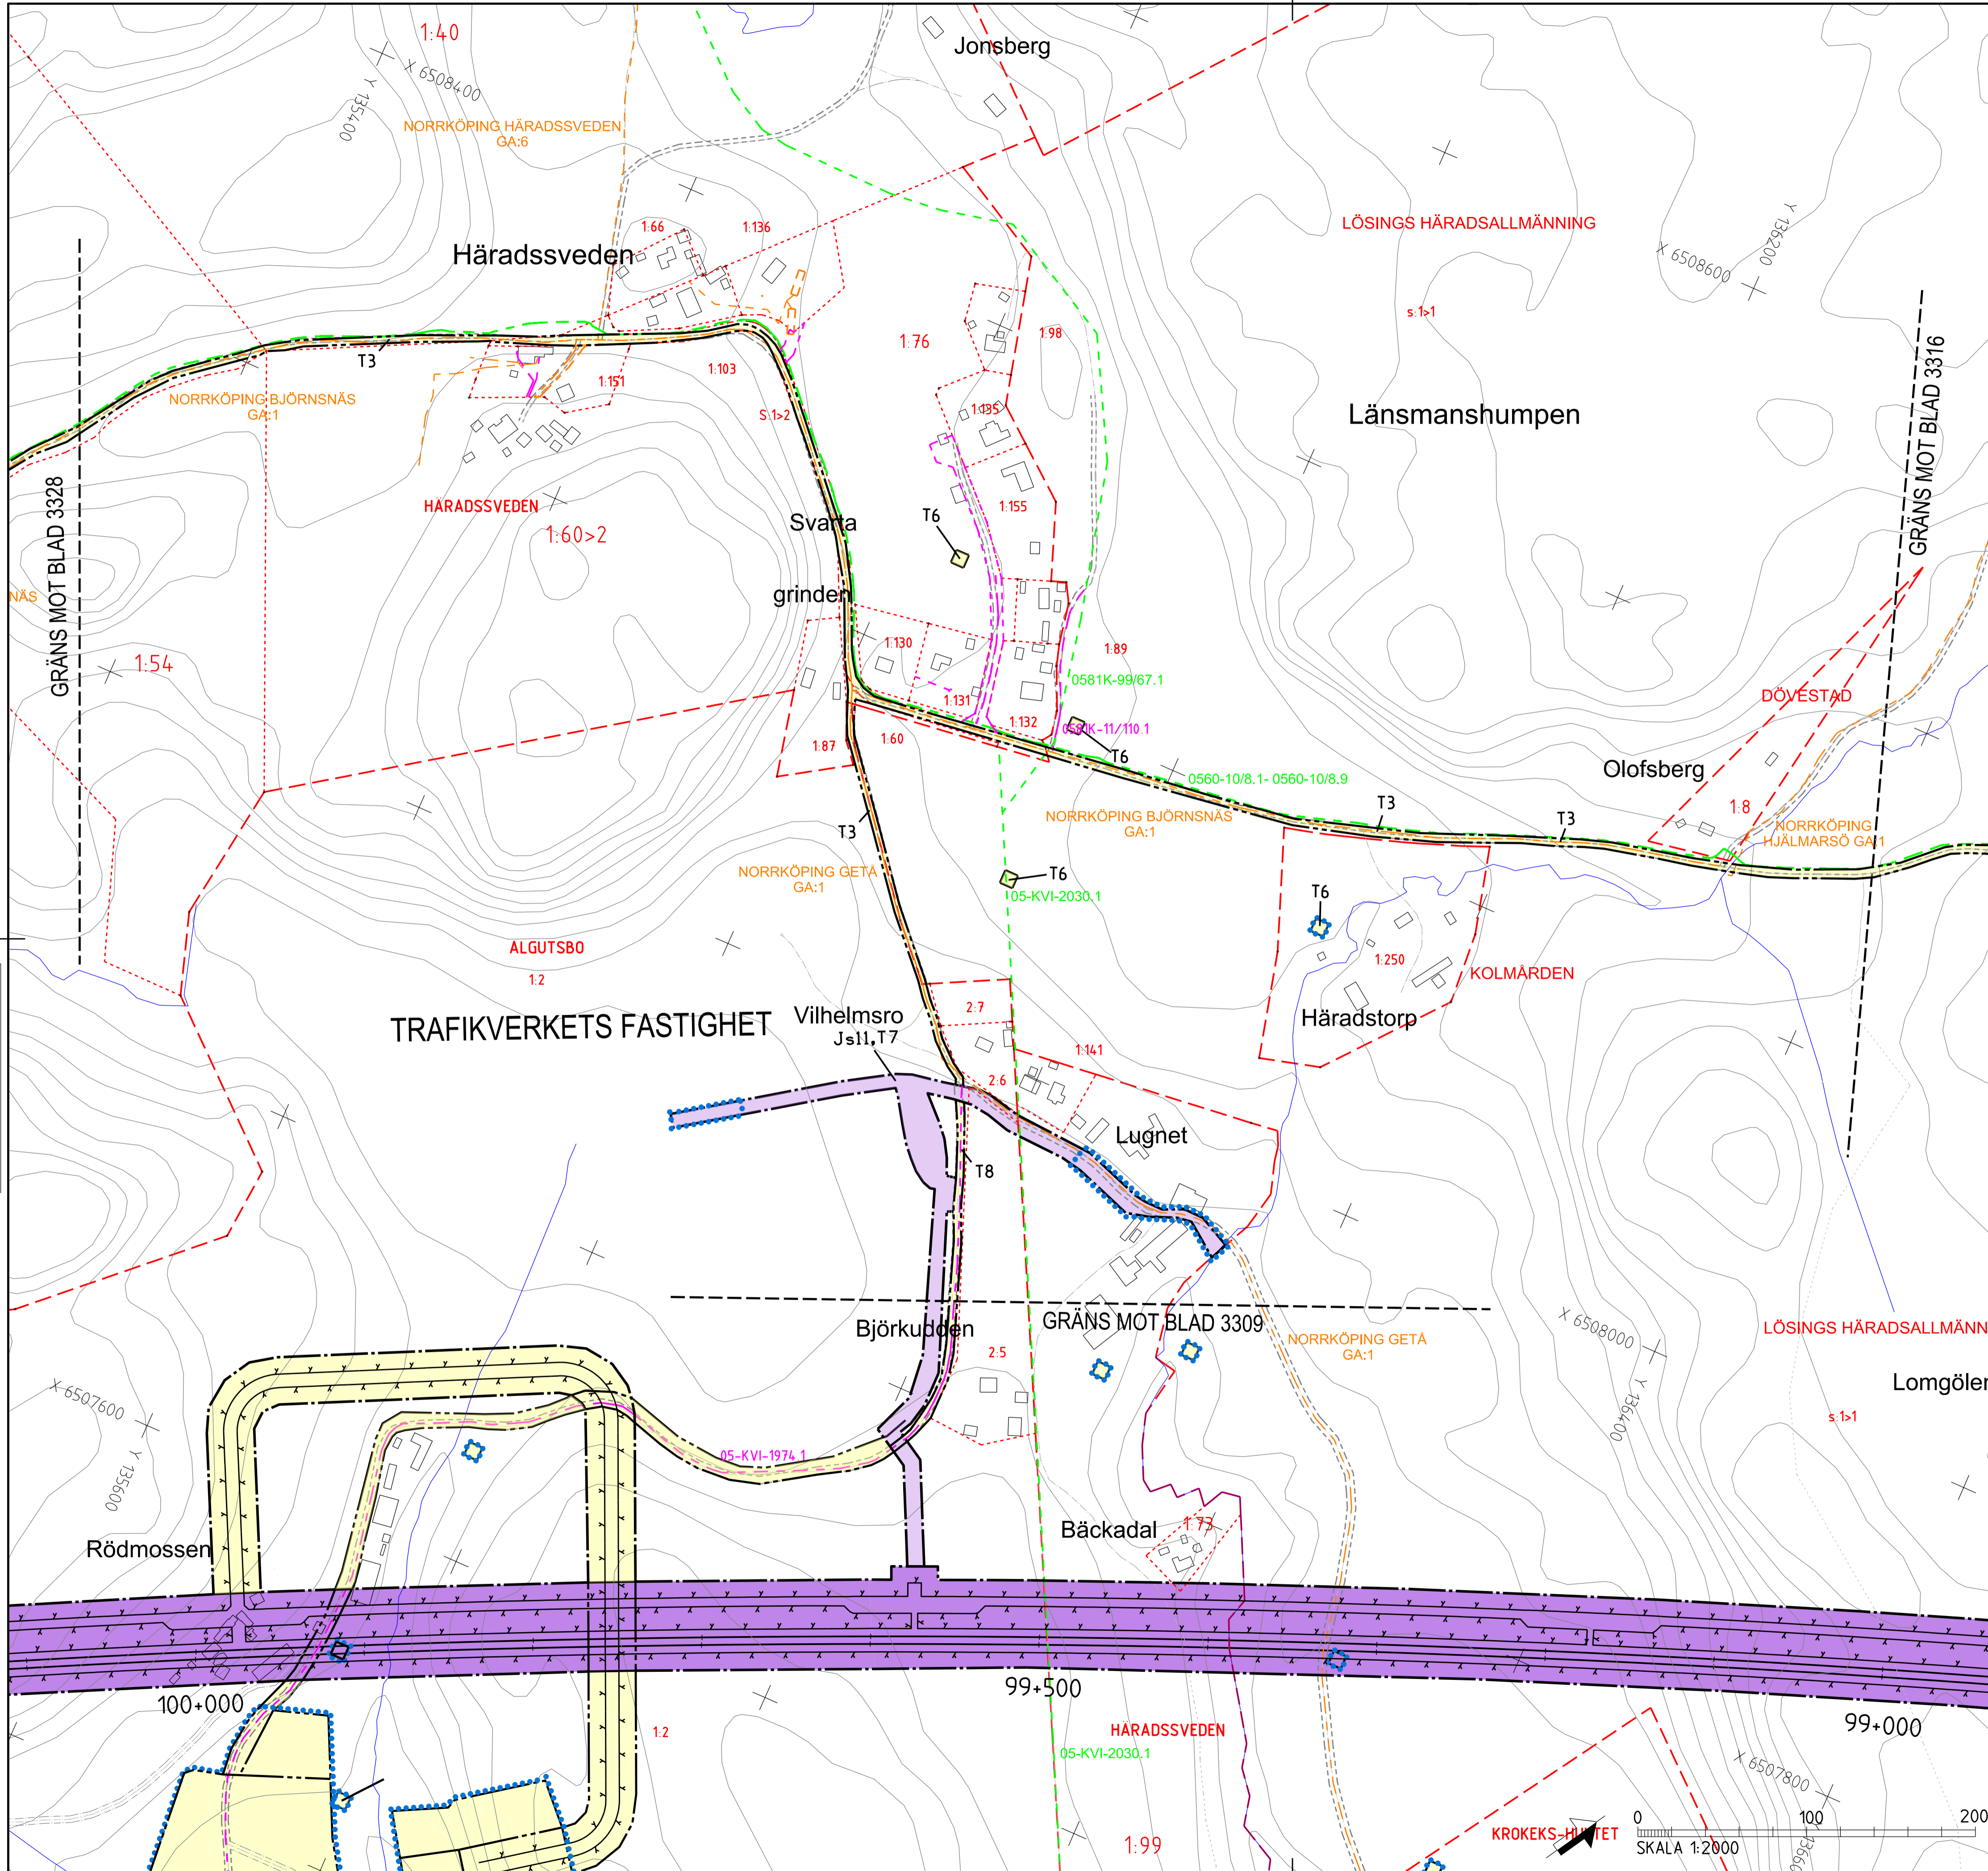 1:40
Jonsberg
X 6508400
Y 135400
NORRKÖPING HÄRADSSVEDEN
GA:6
1:66
1:136
Häradssveden
LÖSINGS HÄRADSALLMÄNNING
Y 136200
X 6508600
s:1>1
1:76
1:98
T3
1:151
1:103
NORRKÖPING BJÖRNSNÄS
GA:1
S:1>2
1:135
Länsmanshumpen
GRÄNS MOT BLAD 3316
GRÄNS MOT BLAD 3328
HÄRADSSVEDEN
1:60>2
Svarta
grinden
T6
1:155
NÄS
1:54
1:130
1:89
0581K-99/67.1
1:131
1:132
0581K-11/110.1
1:87
1:60
T6
0560-10/8.1- 0560-10/8.9
DÖVESTAD
Olofsberg
1:8
T3
T3
T3
NORRKÖPING BJÖRNSNÄS
GA:1
NORRKÖPING
HJÄLMARSÖ GA:1
NORRKÖPING GETÅ
GA:1
T6
05-KVI-2030.1
T6
ALGUTSBO
1:2
1:250
KOLMÅRDEN
TRAFIKVERKETS FASTIGHET
Vilhelmsro
Js11,T7
2:7
Häradstorp
1:141
2:6
Lugnet
T8
Björkudden
GRÄNS MOT BLAD 3309
2:5
NORRKÖPING GETÅ
GA:1
X 6508000
Y 136400
LÖSINGS HÄRADSALLMÄNN
Lomgölen
s:1>1
X 6507600
Y 135600
05-KVI-1974.1
Rödmossen
Bäckadal
1:73
100+000
99+500
99+000
1:2
HÄRADSSVEDEN
05-KVI-2030.1
X 6507800
1:99
KROKEKS-HULTET
0 100 200
SKALA 1:2000